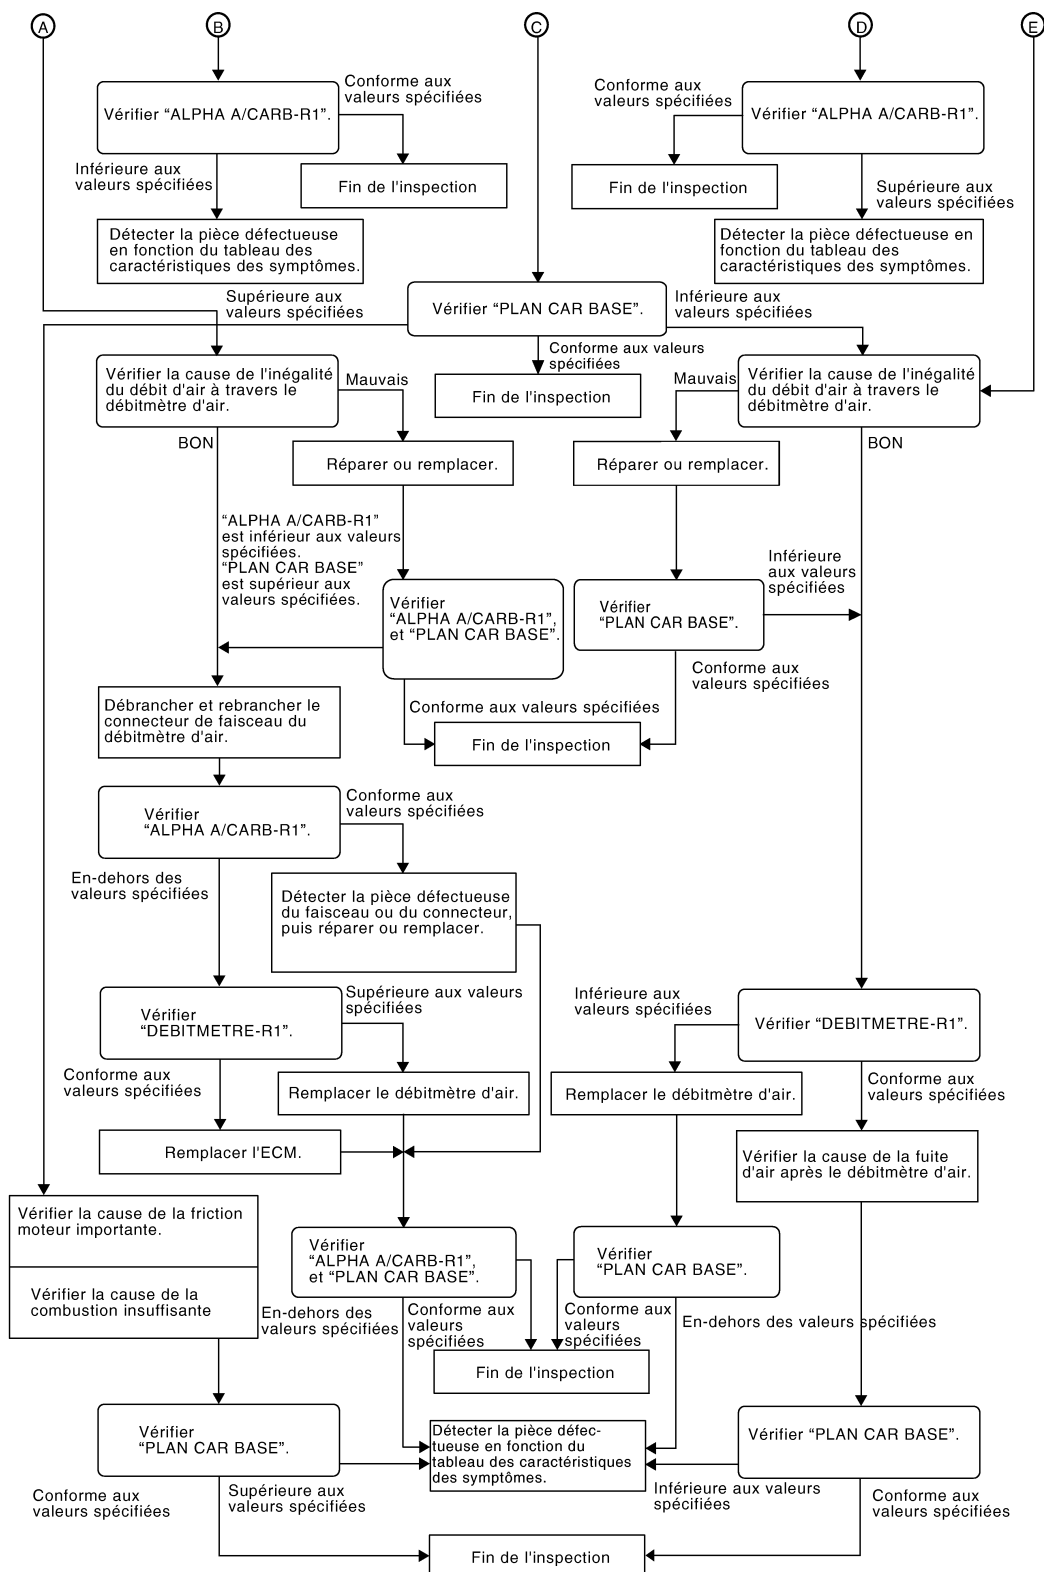 A
B
C
D
E
Vérifier “ALPHA A/CARB-R1”.
Conforme aux
valeurs spécifiées
Conforme aux
valeurs spécifiées
Vérifier “ALPHA A/CARB-R1”.
Inférieure aux
valeurs spécifiées
Fin de l'inspection
Fin de l'inspection
Supérieure aux
valeurs spécifiées
Détecter la pièce défectueuse
en fonction du tableau des
caractéristiques des symptômes.
Détecter la pièce défectueuse en
fonction du tableau des
caractéristiques des symptômes.
Supérieure aux
valeurs spécifiées
Vérifier “PLAN CAR BASE”.
Inférieure aux
valeurs spécifiées
Conforme aux valeurs
spécifiées
Vérifier la cause de l'inégalité
du débit d'air à travers le
débitmètre d'air.
Mauvais
Fin de l'inspection
Mauvais
Vérifier la cause de l'inégalité
du débit d'air à travers le
débitmètre d'air.
BON
BON
Réparer ou remplacer.
Réparer ou remplacer.
“ALPHA A/CARB-R1”
est inférieur aux valeurs
spécifiées.
“PLAN CAR BASE”
est supérieur aux
valeurs spécifiées.
Vérifier
“ALPHA A/CARB-R1”,
et “PLAN CAR BASE”.
Vérifier
“PLAN CAR BASE”.
Inférieure
aux valeurs
spécifiées
Conforme aux
valeurs spécifiées
Conforme aux valeurs spécifiées
Débrancher et rebrancher le
connecteur de faisceau du
débitmètre d'air.
Fin de l'inspection
Vérifier
“ALPHA A/CARB-R1”.
Conforme aux
valeurs spécifiées
En-dehors des
valeurs spécifiées
Détecter la pièce défectueuse
du faisceau ou du connecteur,
puis réparer ou remplacer.
Vérifier
“DEBITMETRE-R1”.
Supérieure aux valeurs
spécifiées
Inférieure aux
valeurs spécifiées
Vérifier “DEBITMETRE-R1”.
Conforme aux
valeurs spécifiées
Remplacer le débitmètre d'air.
Remplacer le débitmètre d'air.
Conforme aux
valeurs spécifiées
Remplacer l'ECM.
Vérifier la cause de la fuite
d'air après le débitmètre d'air.
Vérifier la cause de la friction
moteur importante.
Vérifier la cause de la
combustion insuffisante
Vérifier
“ALPHA A/CARB-R1”,
et “PLAN CAR BASE”.
Vérifier
“PLAN CAR BASE”.
En-dehors des
valeurs spécifiées
Conforme aux
valeurs
spécifiées
Conforme aux
valeurs
spécifiées
En-dehors des valeurs spécifiées
Fin de l'inspection
Vérifier
“PLAN CAR BASE”.
Détecter la pièce défec-
tueuse en fonction du
tableau des caractéristiques
des symptômes.
Vérifier “PLAN CAR BASE”.
Conforme aux
valeurs spécifiées
Supérieure aux
valeurs spécifiées
Inférieure aux valeurs
spécifiées
Conforme aux
valeurs spécifiées
Fin de l'inspection